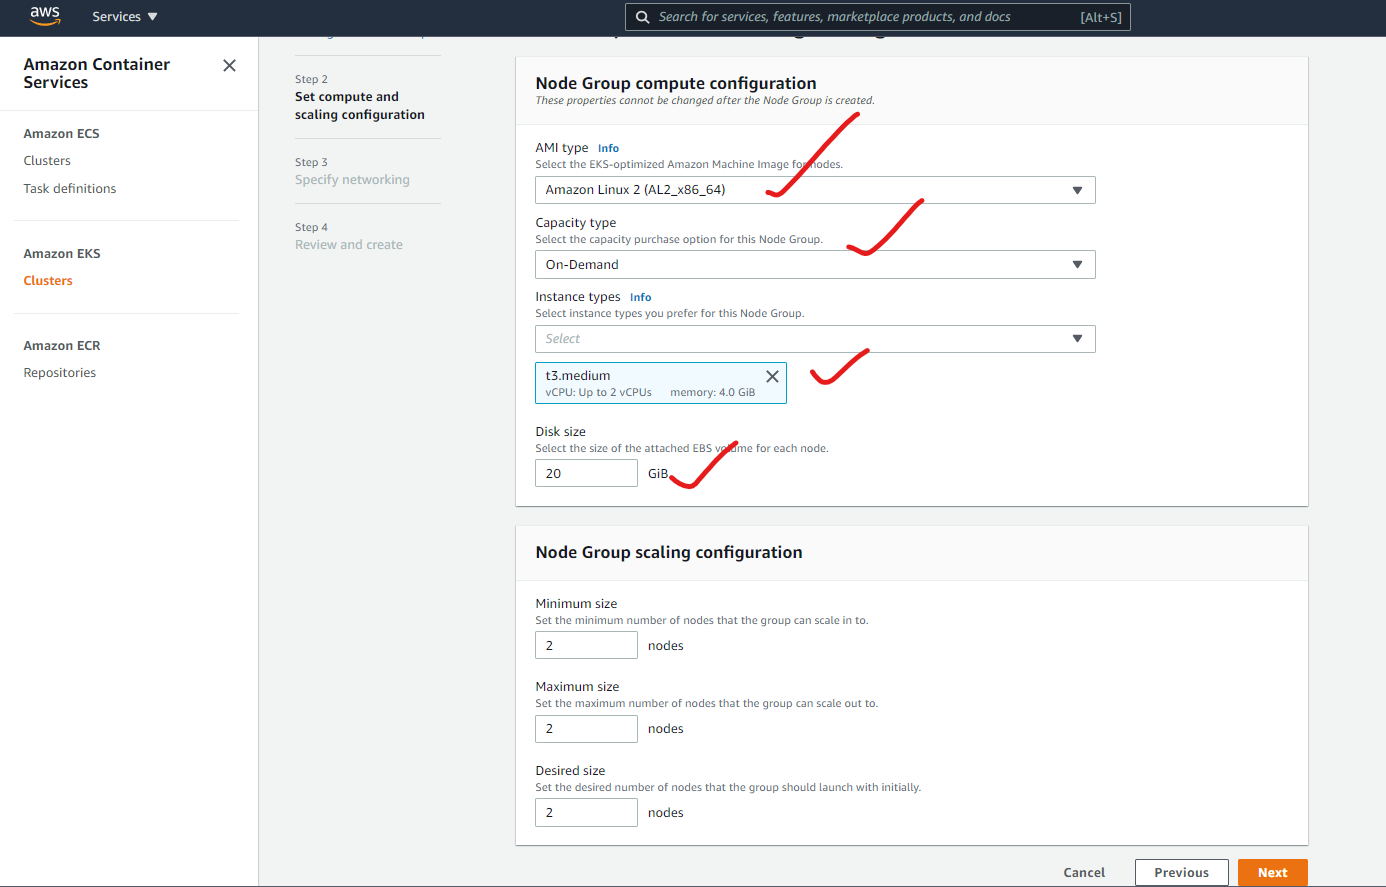 aws
Services
Search for services, features, marketplace products, and docs
[Alt+S]
Amazon Container
Services
Amazon ECS
Clusters
Task definitions
Amazon EKS
Clusters
Amazon ECR
Repositories
Step 2
Set compute and
scaling configuration
Step 3
Specify networking
Step 4
Review and create
Node Group compute configuration
These properties cannot be changed after the Node Group is created.
AMI type Info
Select the EKS-optimized Amazon Machine Image for nodes.
Amazon Linux 2 (AL2_x86_64)
Capacity type
Select the capacity purchase option for this Node Group.
On-Demand
Instance types Info
Select instance types you prefer for this Node Group.
Select
t3.medium
vCPU: Up to 2 vCPUs memory: 4.0 GiB
Disk size
Select the size of the attached EBS volume for each node.
20 GiB
Node Group scaling configuration
Minimum size
Set the minimum number of nodes that the group can scale in to.
2 nodes
Maximum size
Set the maximum number of nodes that the group can scale out to.
2 nodes
Desired size
Set the desired number of nodes that the group should launch with initially.
2 nodes
Cancel
Previous
Next